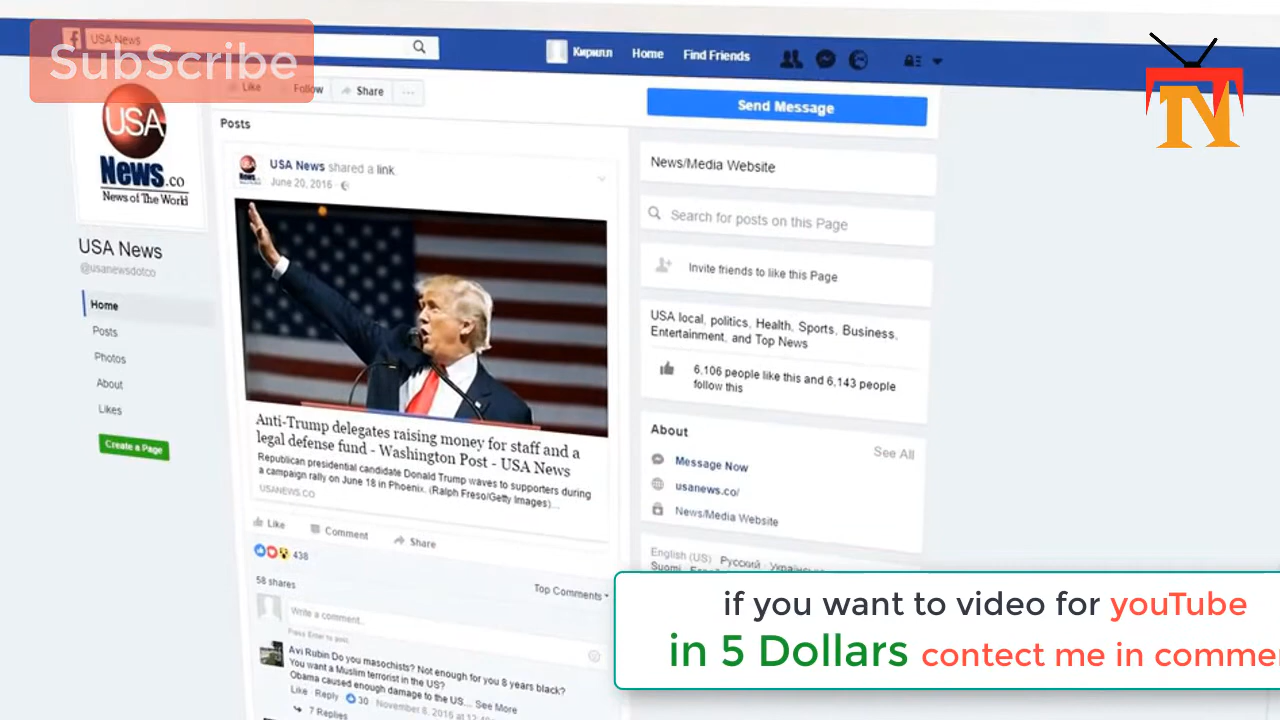 SubScribe
USA News
Кирилл
Home
Find Friends
TN
Like
Follow
Share
Send Message
USA
News.co
News of The World
USA News
@usanewsdotco
Home
Posts
Photos
About
Likes
Create a Page
Posts
USA News shared a link
June 20, 2016
Anti-Trump delegates raising money for staff and a
legal defense fund - Washington Post - USA News
Republican presidential candidate Donald Trump waves to supporters during
a campaign rally on June 18 in Phoenix. (Ralph Freso/Getty Images)...
USANEWS.CO
Like
Comment
Share
438
58 shares
Top Comments
Write a comment...
Press Enter to post.
Avi Rubin Do you masochists? Not enough for you 8 years black?
You want a Muslim terrorist in the US?
Obama caused enough damage to the US... See More
Like · Reply · 30 · November 8, 2016 at
7 Replies
News/Media Website
Search for posts on this Page
Invite friends to like this Page
USA local, politics, Health, Sports, Business,
Entertainment, and Top News
6,106 people like this and 6,143 people
follow this
About
See All
Message Now
usanews.co/
News/Media Website
English (US) · Русский ·
Suomi ·
if you want to video for youTube
in 5 Dollars contect me in comme